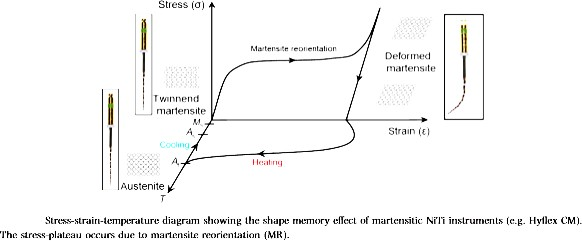 Stress (σ)
Martensite reorientation
Deformed
martensite
Twinnend
martensite
Strain (ε)
Cooling
Heating
Austenite
T
Stress-strain-temperature diagram showing the shape memory effect of martensitic NiTi instruments (e.g. Hyflex CM).
The stress-plateau occurs due to martensite reorientation (MR).